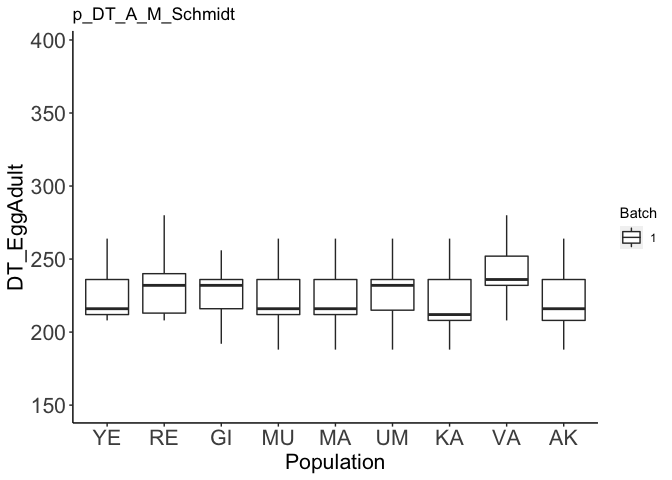 p_DT_A_M_Schmidt
400
350
300
250
200
150
DT_EggAdult
YE RE GI MU MA UM KA VA AK
Population
Batch
1